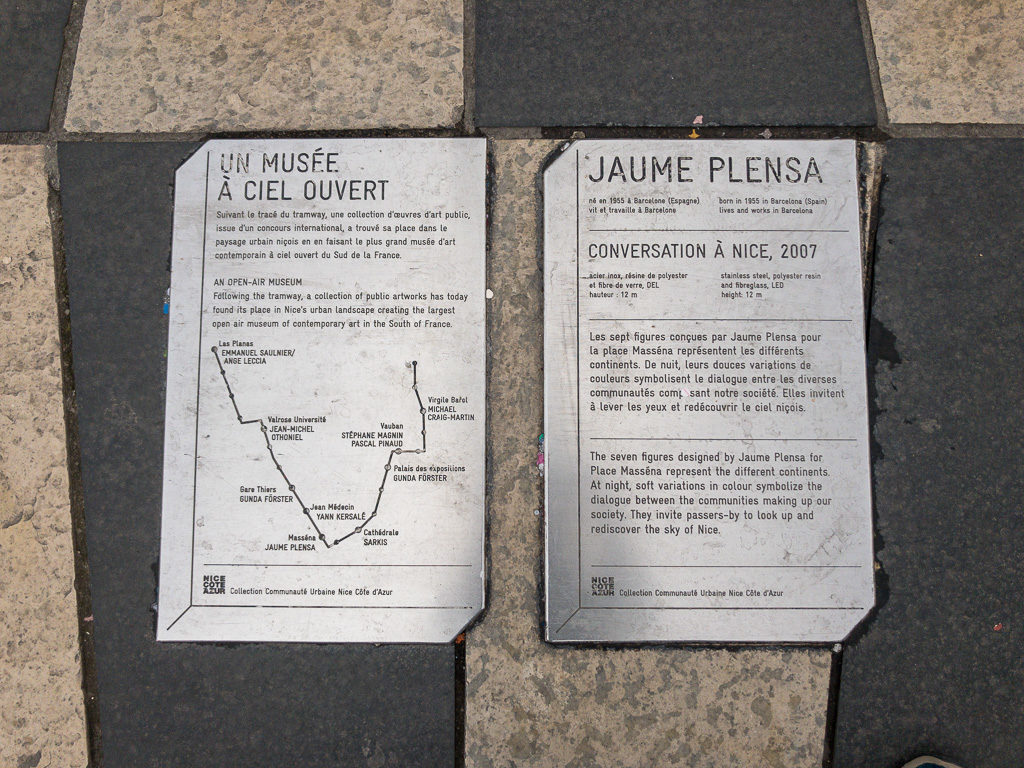 UN MUSÉE
À CIEL OUVERT
Suivant le tracé du tramway, une collection d'œuvres d'art public,
issue d'un concours international, a trouvé sa place dans le
paysage urbain niçois en en faisant le plus grand musée d'art
contemporain à ciel ouvert du Sud de la France.
AN OPEN-AIR MUSEUM
Following the tramway, a collection of public artworks has today
found its place in Nice's urban landscape creating the largest
open air museum of contemporary art in the South of France.
Las Planas
EMMANUEL SAULNIER/
ANGE LECCIA
Valrose Université
JEAN-MICHEL
OTHONIEL
Gare Thiers
GUNDA FÖRSTER
Jean Médecin
YANN KERSALÉ
Masséna
JAUME PLENSA
Cathédrale
SARKIS
Palais des expositions
GUNDA FÖRSTER
Vauban
STÉPHANE MAGNIN
PASCAL PINAUD
Virgile Barel
MICHAEL
CRAIG-MARTIN
NICE
COTE
AZUR
Collection Communauté Urbaine Nice Côte d'Azur
JAUME PLENSA
né en 1955 à Barcelone (Espagne)
vit et travaille à Barcelone
born in 1955 in Barcelona (Spain)
lives and works in Barcelona
CONVERSATION À NICE, 2007
acier inox, résine de polyester
et fibre de verre, DEL
hauteur : 12 m
stainless steel, polyester resin
and fibreglass, LED
height: 12 m
Les sept figures conçues par Jaume Plensa pour
la place Masséna représentent les différents
continents. De nuit, leurs douces variations de
couleurs symbolisent le dialogue entre les diverses
communautés comp sant notre société. Elles invitent
à lever les yeux et redécouvrir le ciel niçois.
The seven figures designed by Jaume Plensa for
Place Masséna represent the different continents.
At night, soft variations in colour symbolize the
dialogue between the communities making up our
society. They invite passers-by to look up and
rediscover the sky of Nice.
NICE
COTE
AZUR
Collection Communauté Urbaine Nice Côte d'Azur